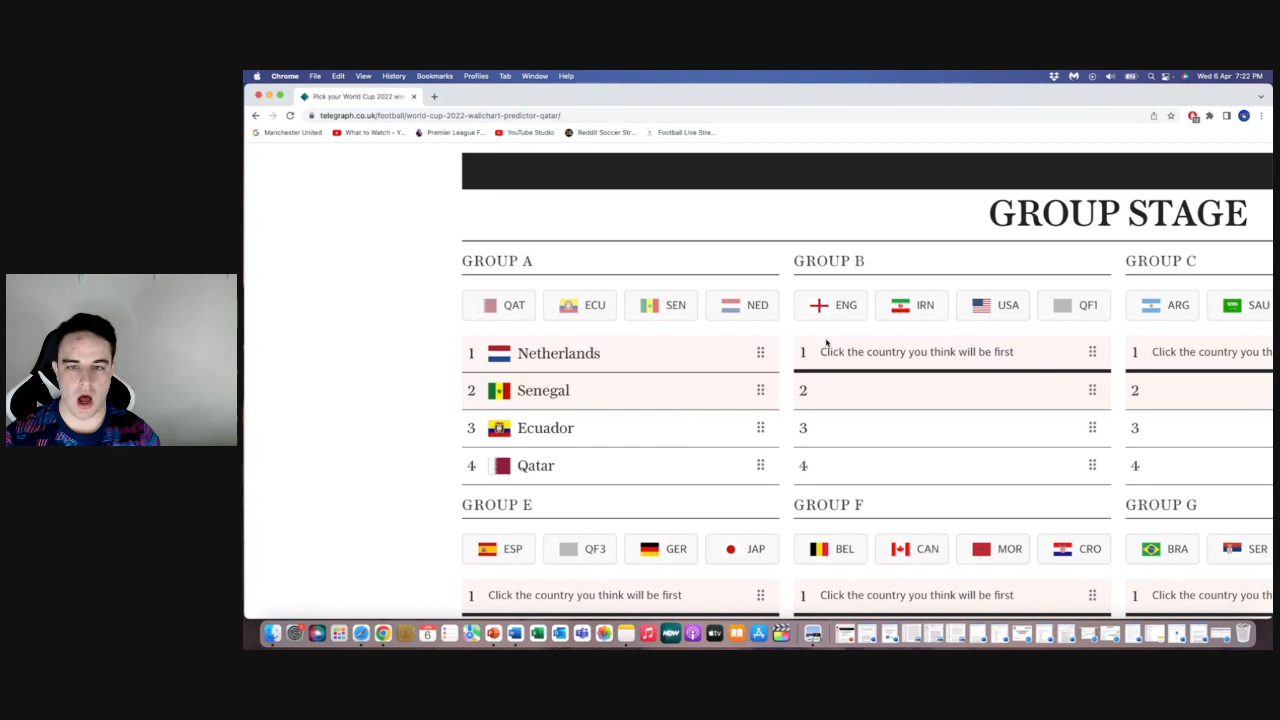 Chrome File Edit View History Bookmarks Profiles Tab Window Help Wed 6 Apr 7:22 PM
Pick your World Cup 2022 win
telegraph.co.uk/football/world-cup-2022-wallchart-predictor-qatar/
Manchester United What to Watch – Y... Premier League F... YouTube Studio Reddit Soccer Str... Football Live Stre...
GROUP STAGE
GROUP A GROUP B GROUP C
QAT ECU SEN NED ENG IRN USA QF1 ARG SAU
1 Netherlands 1 Click the country you think will be first 1 Click the country you th
2 Senegal 2 2
3 Ecuador 3 3
4 Qatar 4 4
GROUP E GROUP F GROUP G
ESP QF3 GER JAP BEL CAN MOR CRO BRA SER
1 Click the country you think will be first 1 Click the country you think will be first 1 Click the country you th
6
NOW
tv